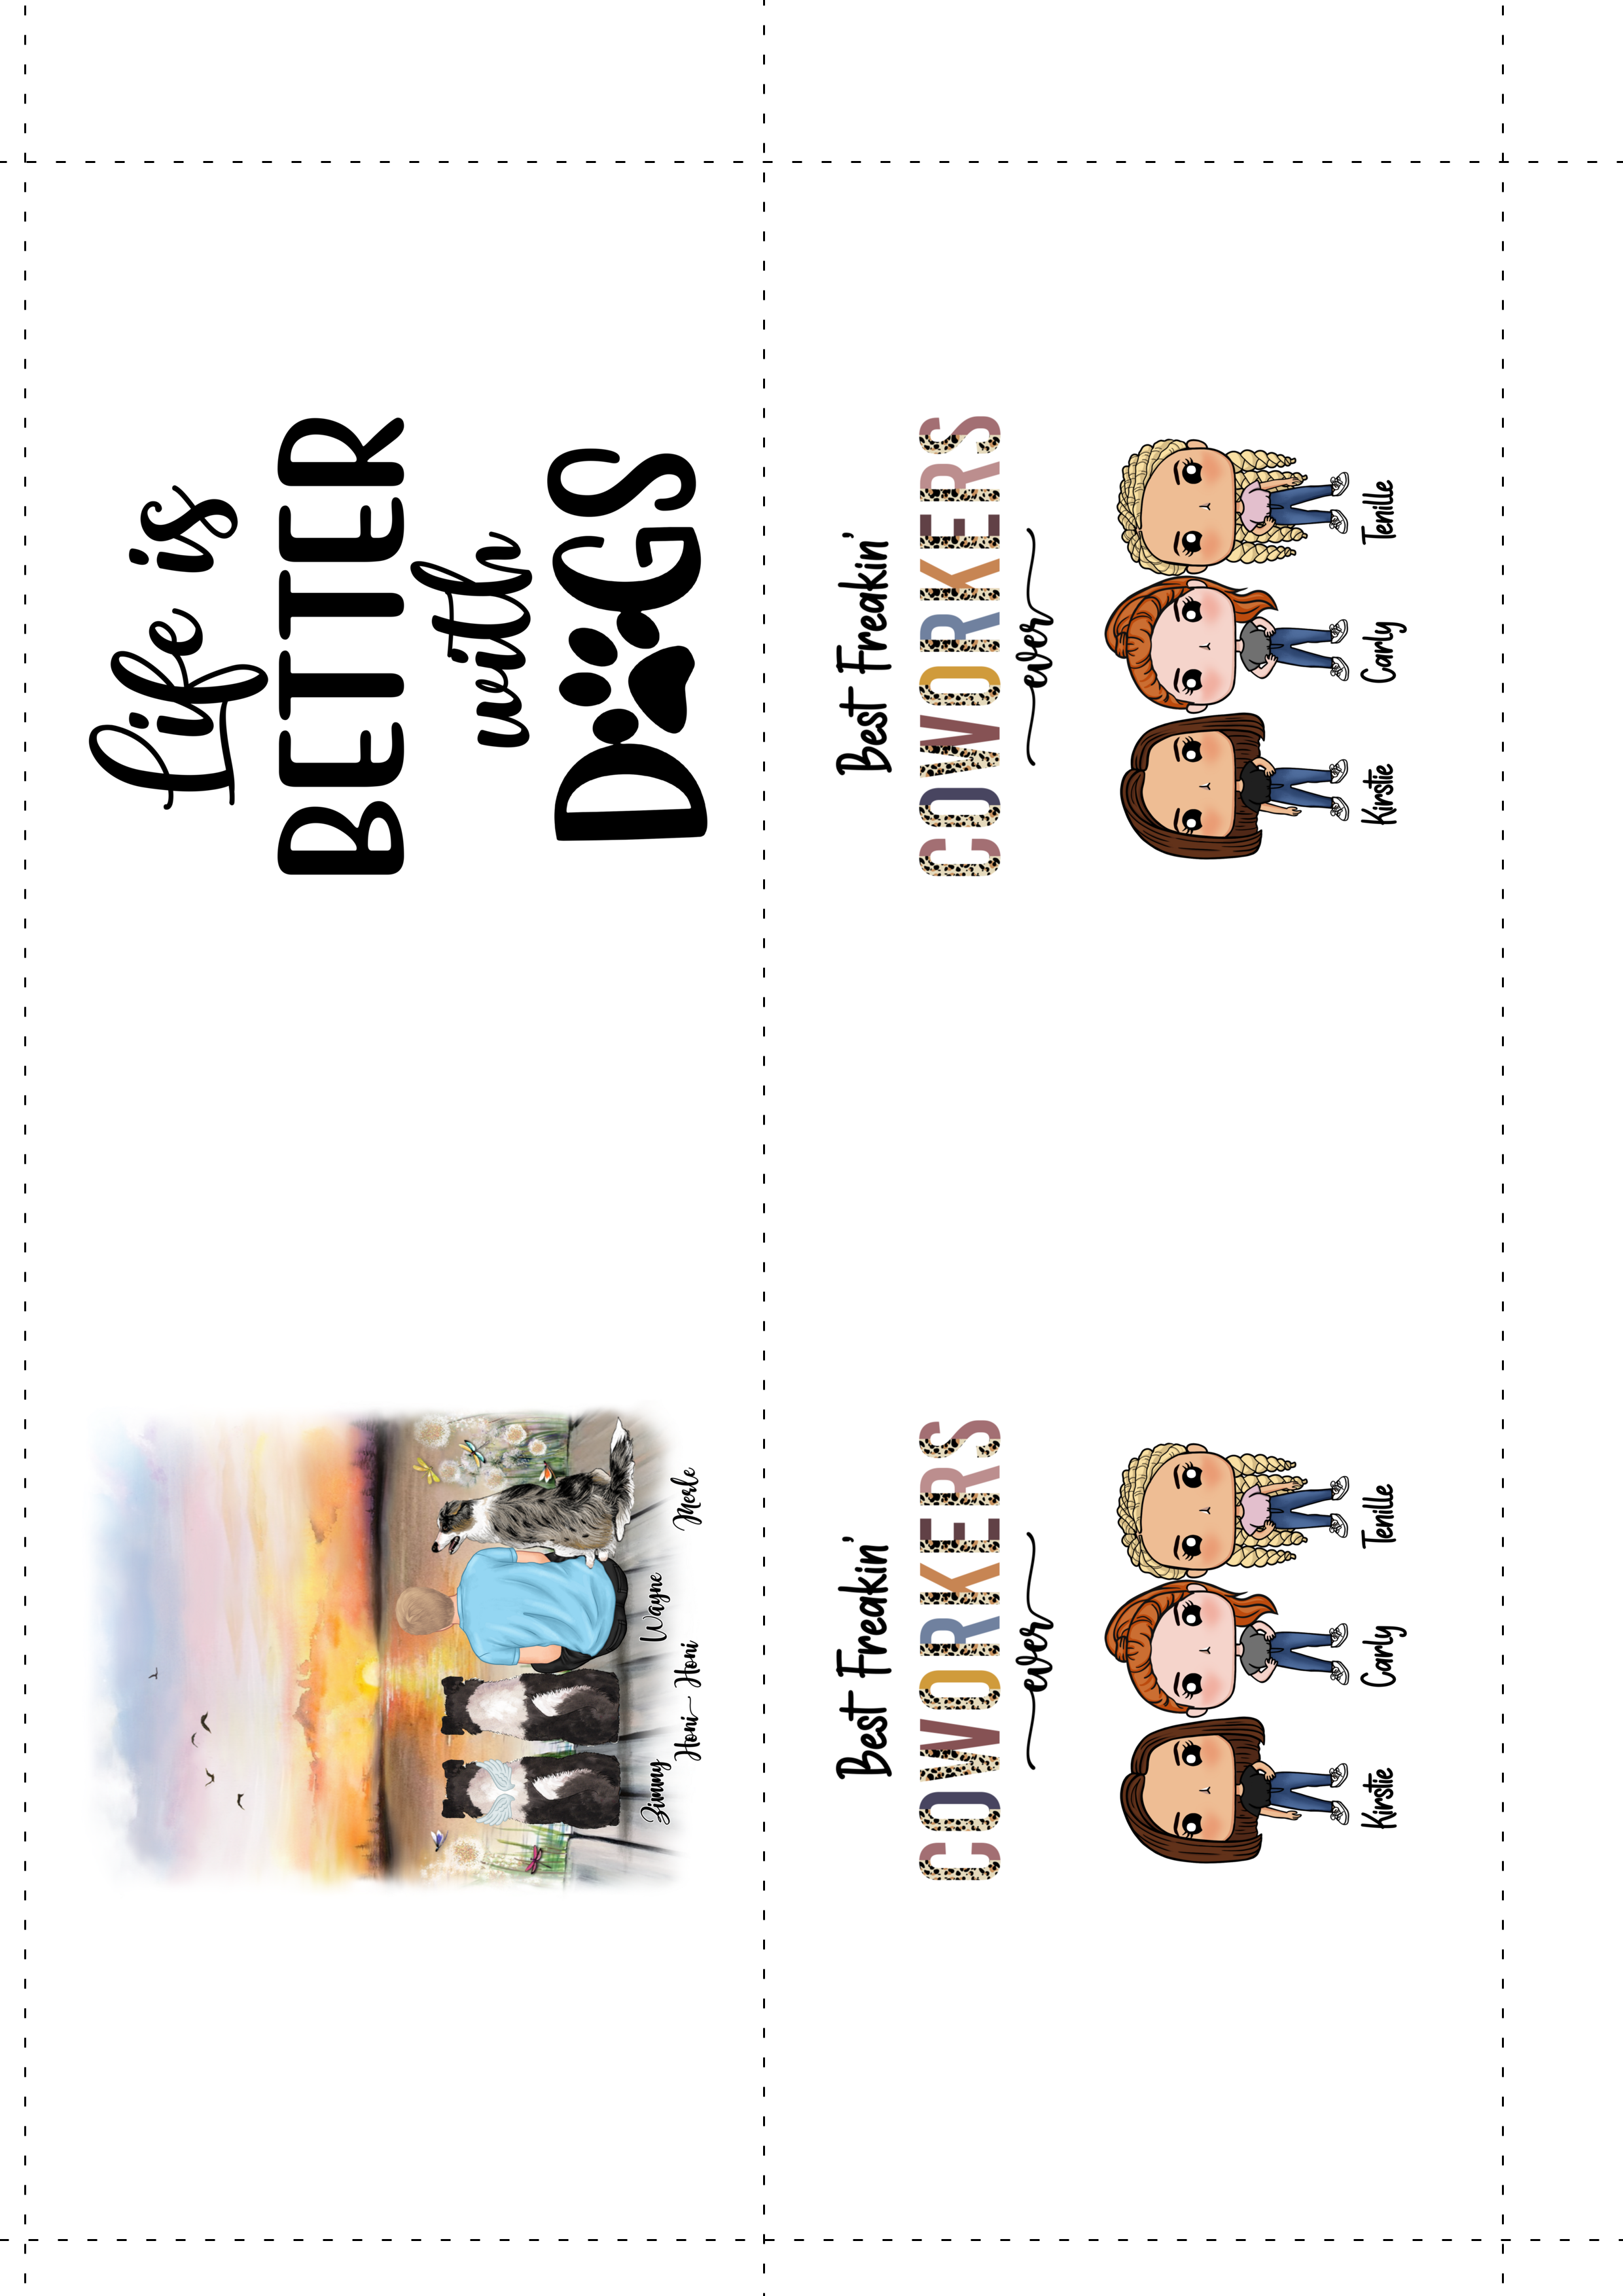 Life is
BETTER
with
DOGS
Zimmy
Honi-Honi
Wayne
Merle
Best Freakin'
COWORKERS
ever
Kirstie Carly Tenille
Best Freakin'
COWORKERS
ever
Kirstie Carly Tenille